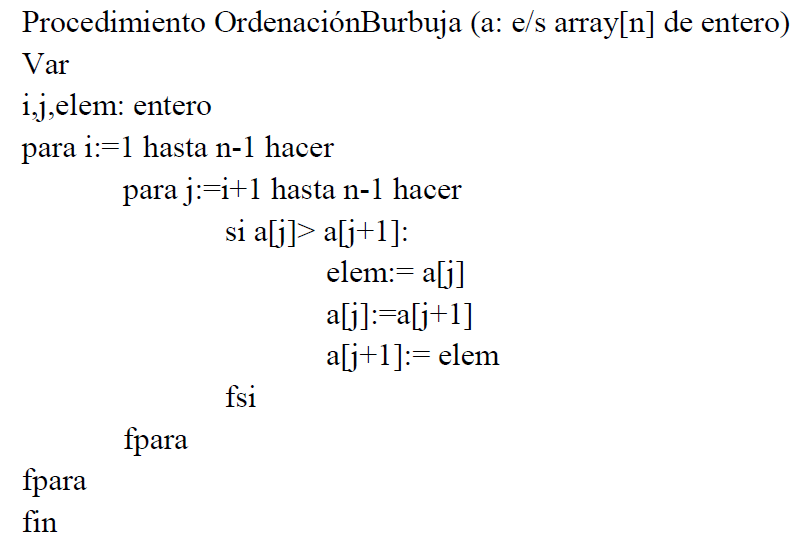 Procedimiento OrdenaciónBurbuja (a: e/s array[n] de entero)
Var
i,j,elem: entero
para i:=1 hasta n-1 hacer
para j:=i+1 hasta n-1 hacer
si a[j]> a[j+1]:
elem:= a[j]
a[j]:=a[j+1]
a[j+1]:= elem
fsi
fpara
fpara
fin